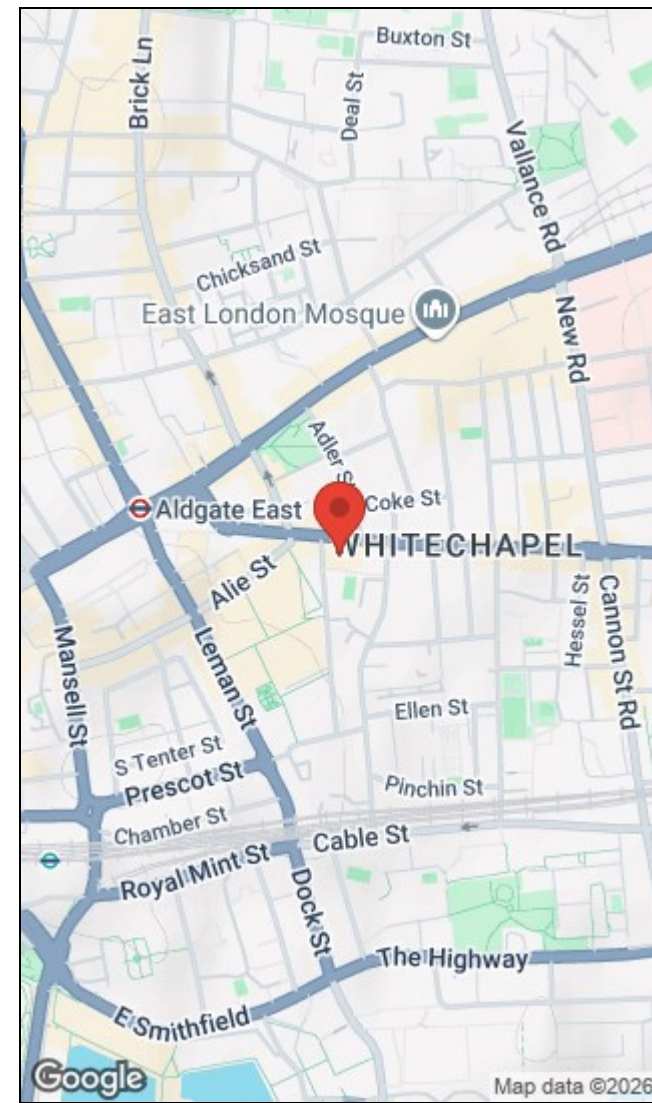 Buxton St
Brick Ln
Deal St
Vallance Rd
Chicksand St
East London Mosque
New Rd
Adler St
Aldgate East
Coke St
WHITECHAPEL
Alie St
Hessel St
Cannon St Rd
Mansell St
Leman St
Ellen St
S Tenter St
Prescot St
Pinchin St
Chamber St
Cable St
Royal Mint St
Dock St
The Highway
E Smithfield
Google
Map data ©2026